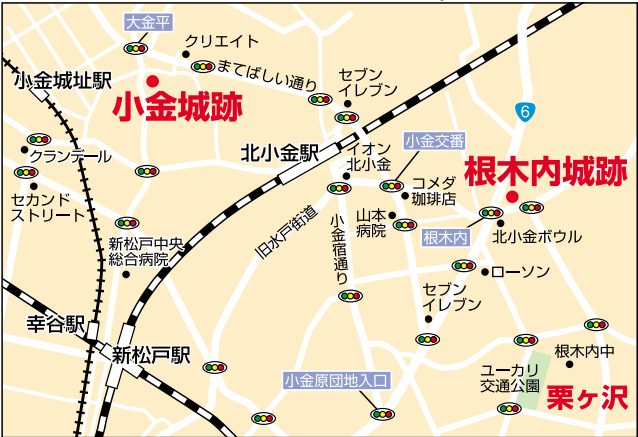 大金平
クリエイト
まてばしい通り
小金城址駅
セブン
イレブン
小金城跡
6
小金交番
北小金駅
イオン
北小金
根木内城跡
クランデール
コメダ
珈琲店
セカンド
ストリート
山本
病院
旧水戸街道
小金宿通り
根木内
北小金ボウル
新松戸中央
総合病院
ローソン
セブン
イレブン
幸谷駅
新松戸駅
小金原団地入口
ユーカリ
交通公園
根木内中
栗ヶ沢